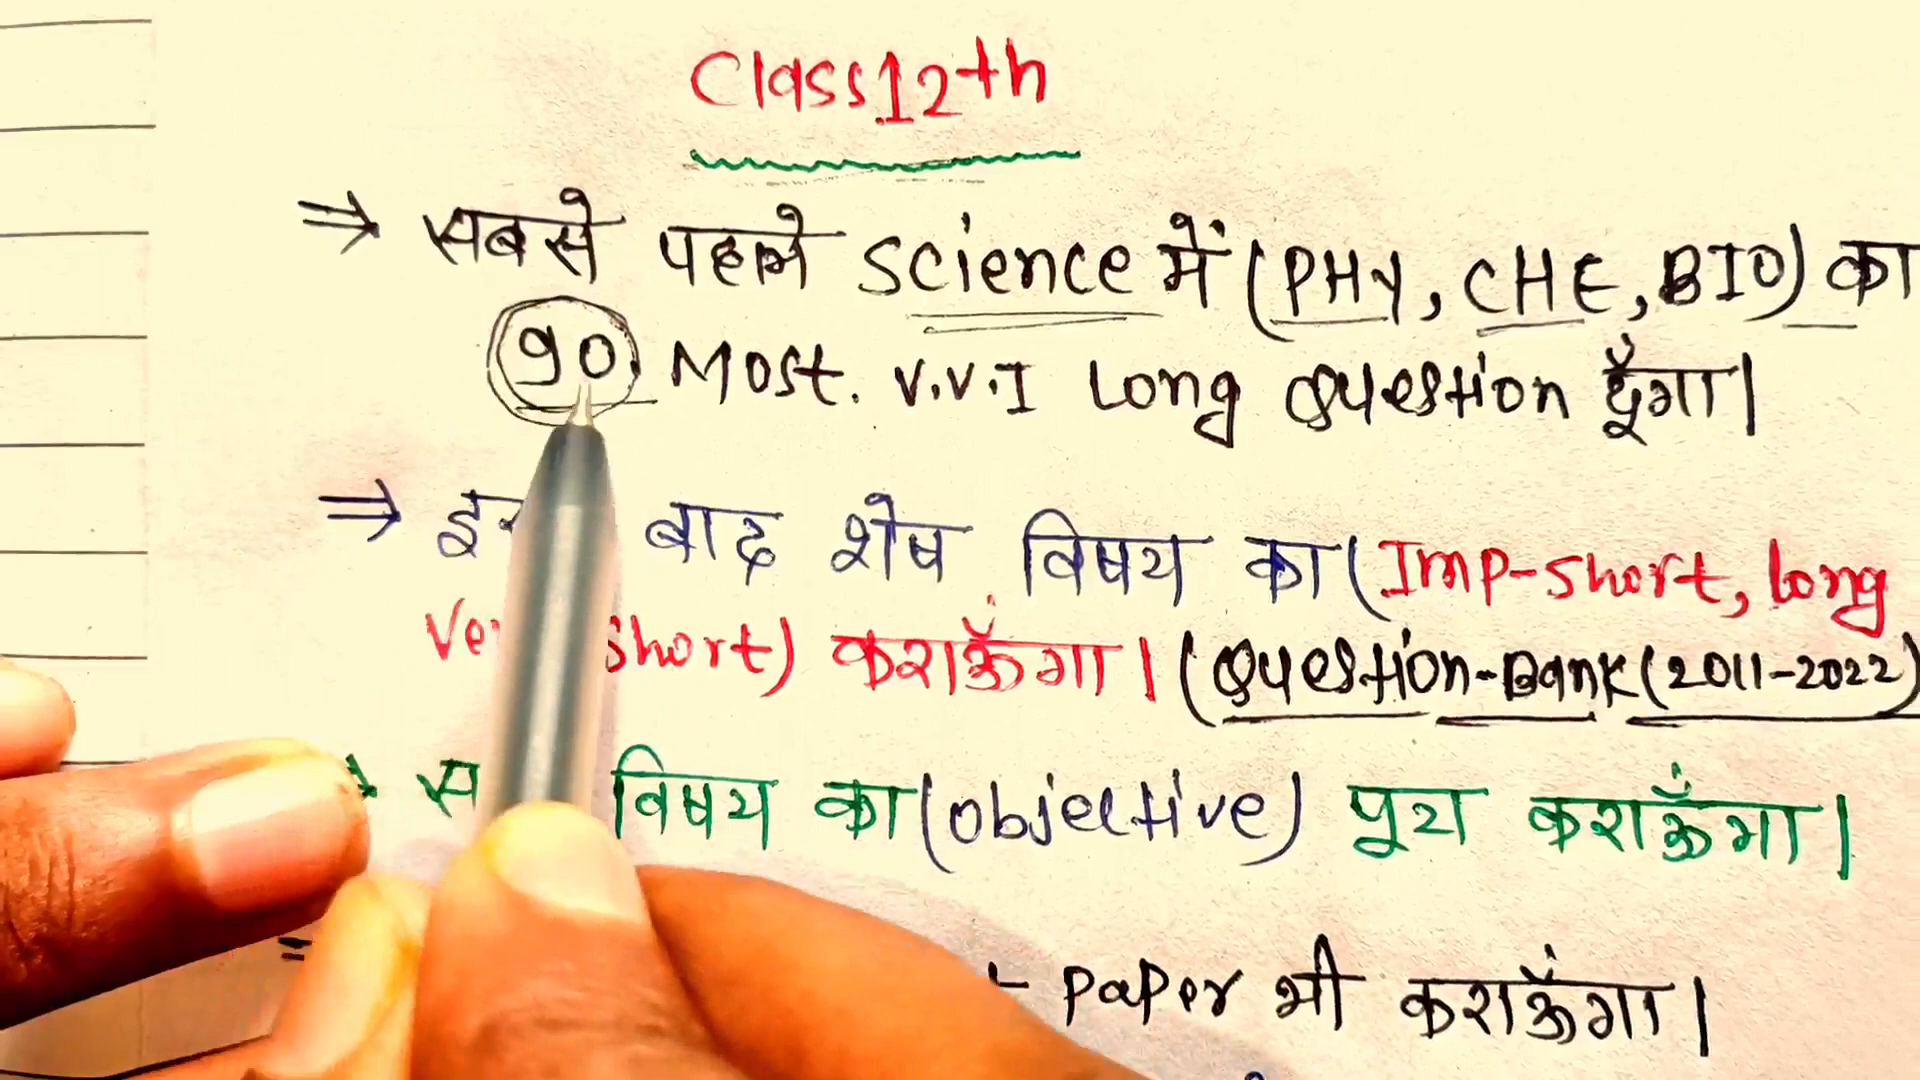 Class 12th
⇒ सबसे पहले Science में (PHY, CHE, BIO) का
90 Most. V.V.I Long Question दूँगा।
⇒ बाद शेष विषय का (Imp-Short, long
Short) कराऊँगा। (Question-Bank (2011-2022)
विषय का (objective) पूरा कराऊँगा।
Paper भी कराऊँगा।